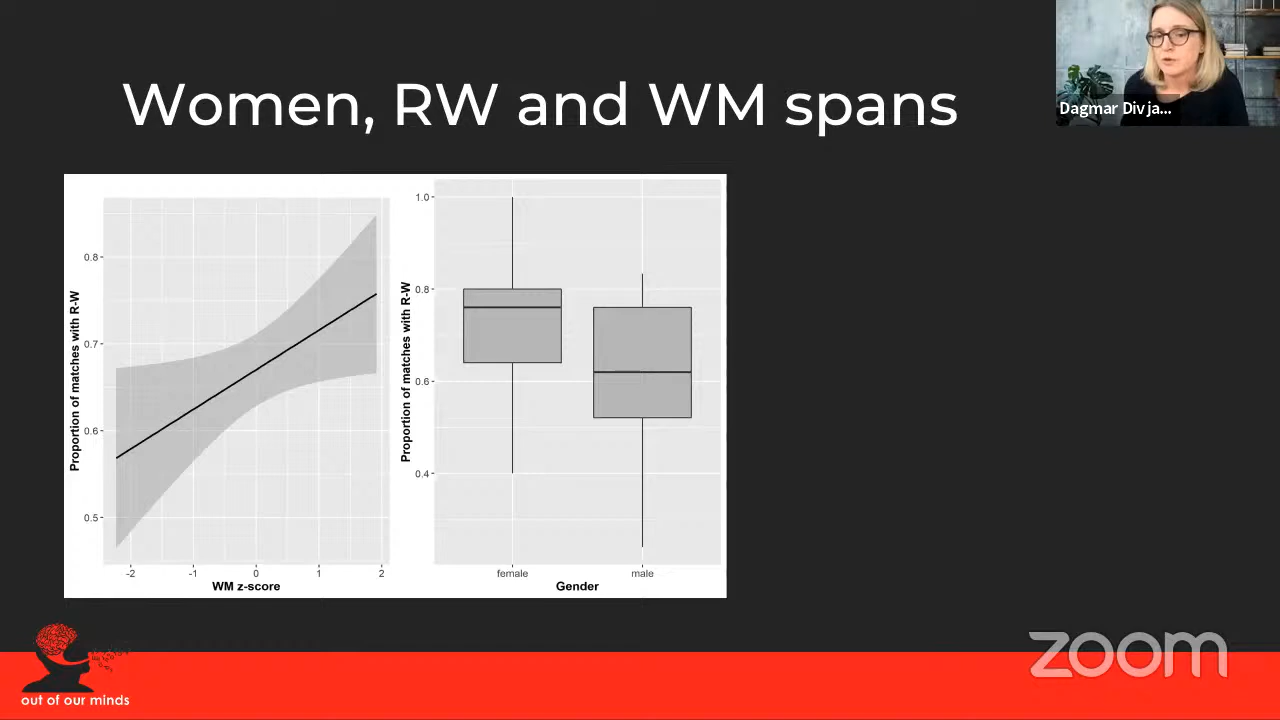 Women, RW and WM spans
Dagmar Divja...
Proportion of matches with R-W
0.8
0.7
0.6
0.5
-2 -1 0 1 2
WM z-score
Proportion of matches with R-W
1.0
0.8
0.6
0.4
female male
Gender
out of our minds
zoom